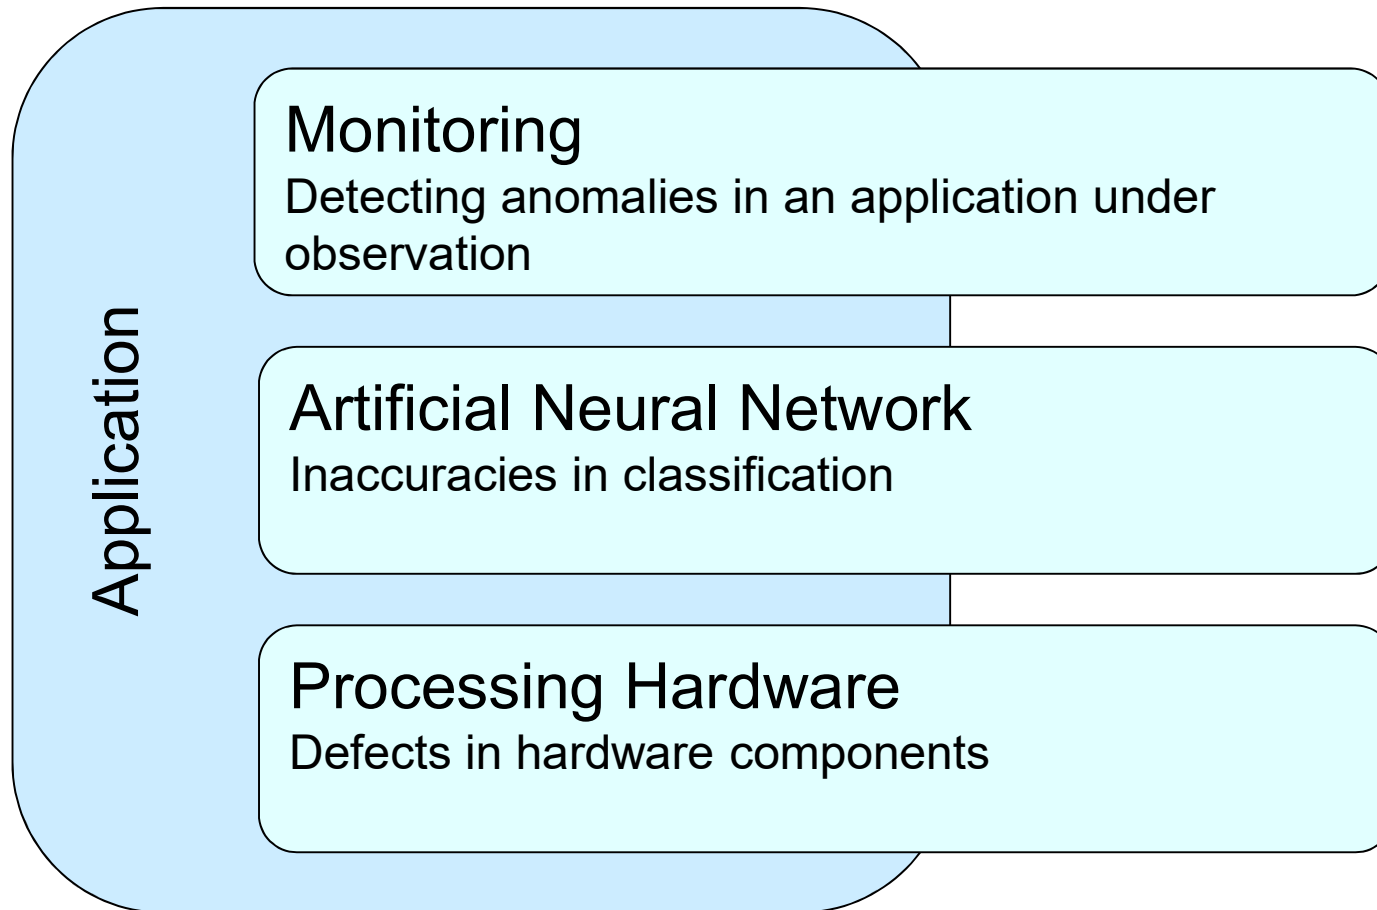 Application
Monitoring
Detecting anomalies in an application under
observation
Artificial Neural Network
Inaccuracies in classification
Processing Hardware
Defects in hardware components